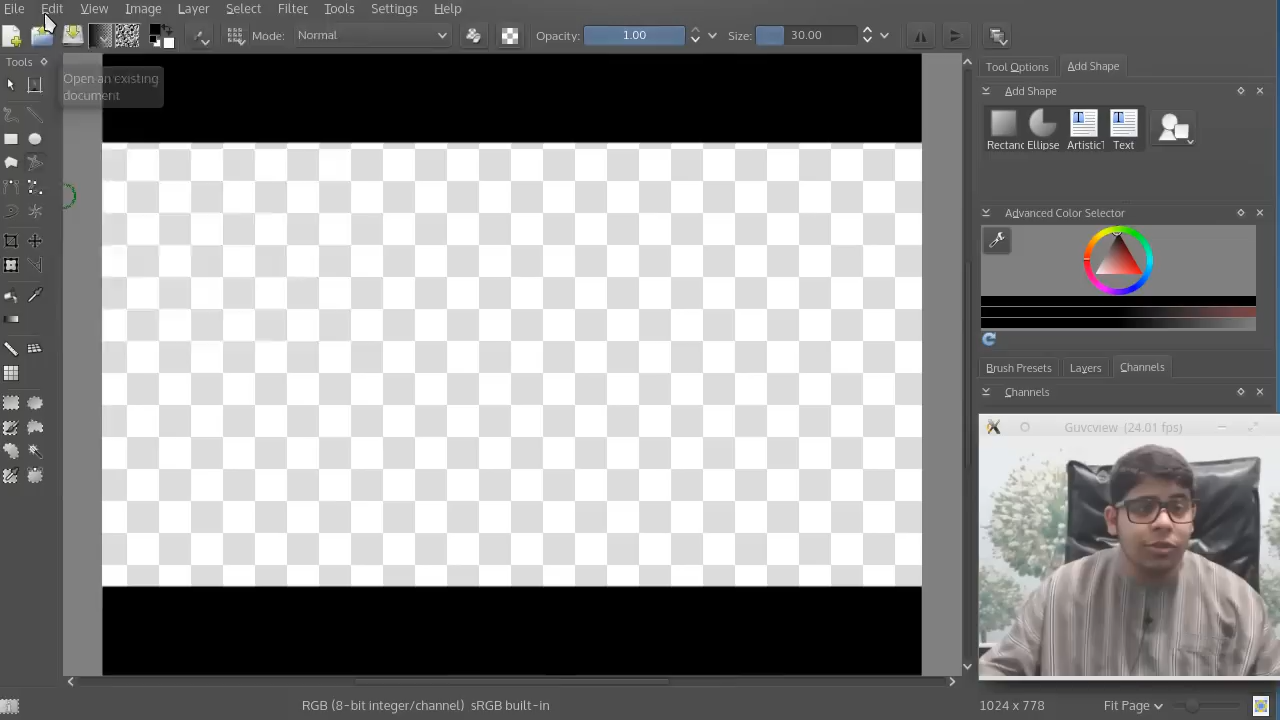 File Edit View Image Layer Select Filter Tools Settings Help
Mode: Normal Opacity: 1.00 Size: 30.00
Tools
Open an existing
document
Tool Options Add Shape
Add Shape
Rectanc Ellipse Artistic Text
Advanced Color Selector
Brush Presets Layers Channels
Channels
Guvcview (24.01 fps)
RGB (8-bit integer/channel) sRGB built-in 1024 x 778 Fit Page